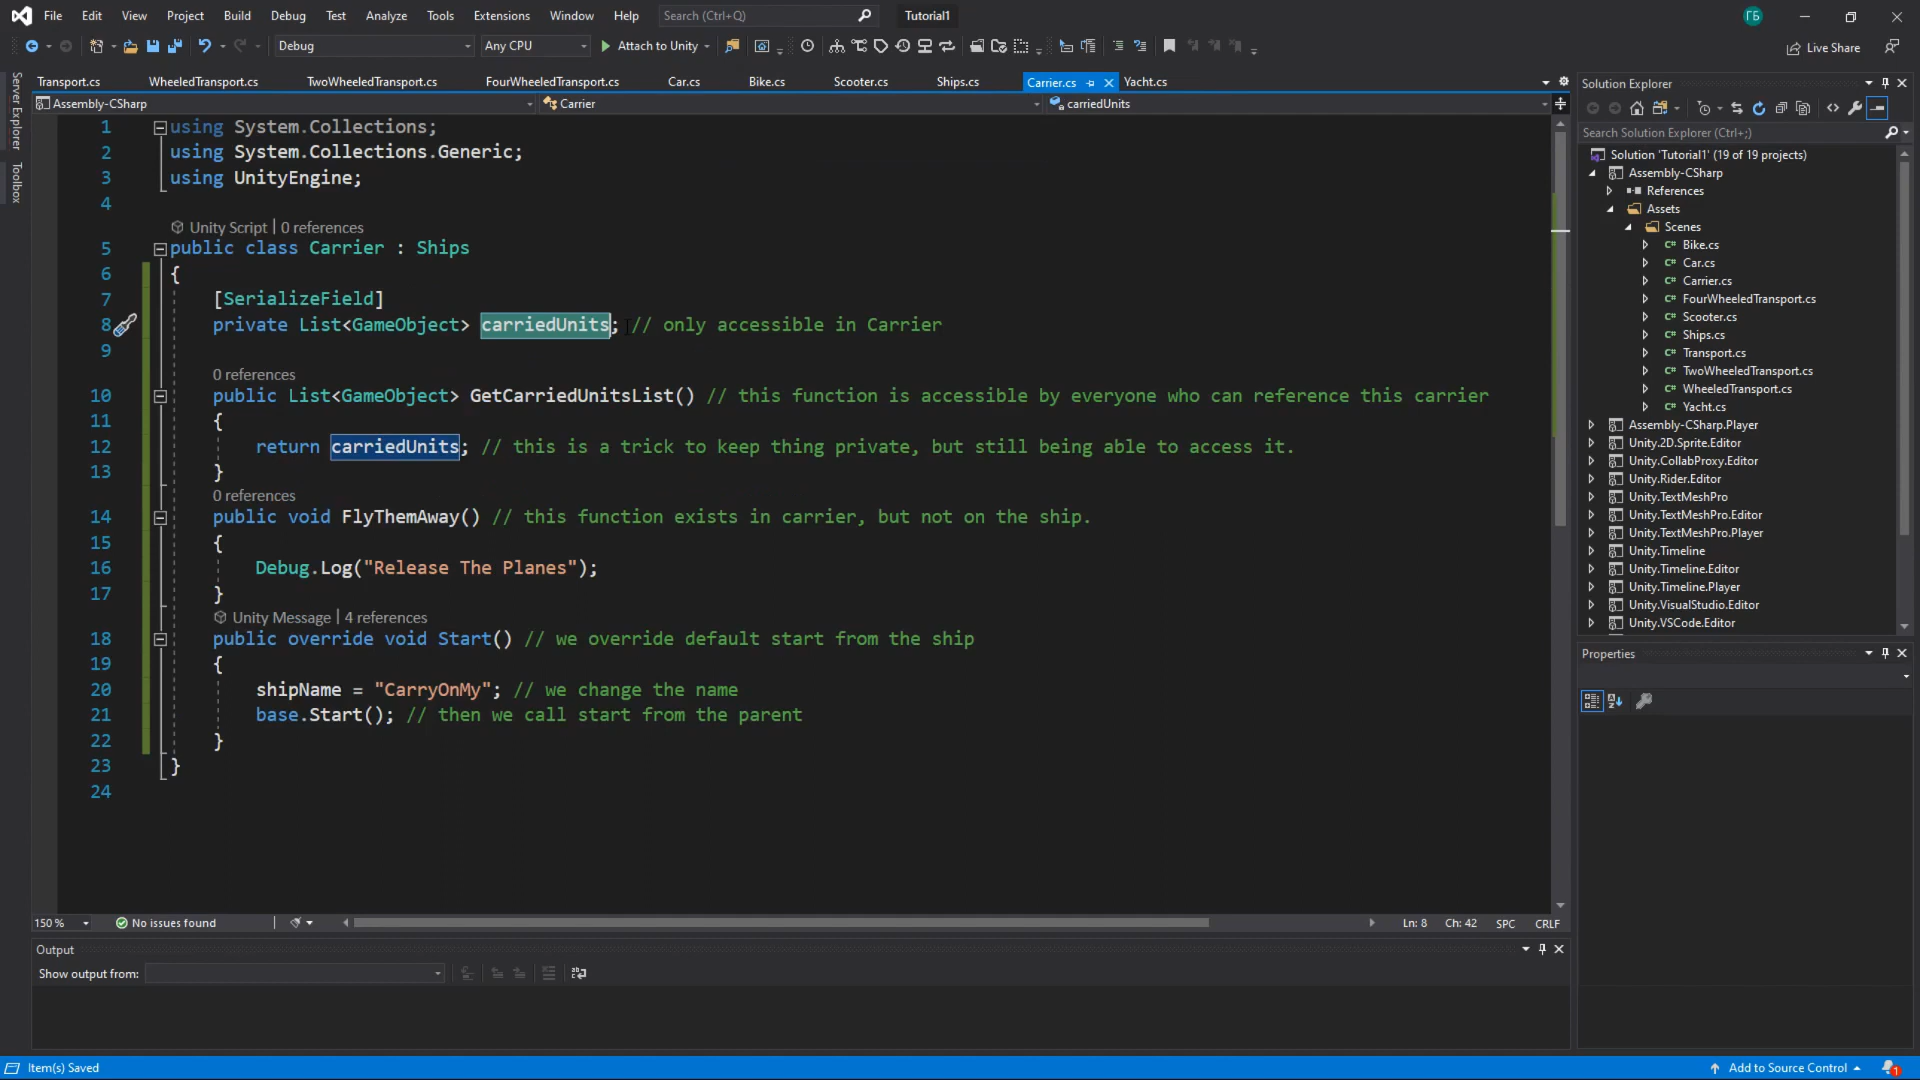 File Edit View Project Build Debug Test Analyze Tools Extensions Window Help Search (Ctrl+Q) Tutorial1 ГБ
Debug Any CPU Attach to Unity Live Share
Transport.cs WheeledTransport.cs TwoWheeledTransport.cs FourWheeledTransport.cs Car.cs Bike.cs Scooter.cs Ships.cs Carrier.cs Yacht.cs
Assembly-CSharp Carrier carriedUnits
Server Explorer
Toolbox
1 using System.Collections;
2 using System.Collections.Generic;
3 using UnityEngine;
4
Unity Script | 0 references
5 public class Carrier : Ships
6 {
7 [SerializeField]
8 private List<GameObject> carriedUnits; // only accessible in Carrier
9
0 references
10 public List<GameObject> GetCarriedUnitsList() // this function is accessible by everyone who can reference this carrier
11 {
12 return carriedUnits; // this is a trick to keep thing private, but still being able to access it.
13 }
0 references
14 public void FlyThemAway() // this function exists in carrier, but not on the ship.
15 {
16 Debug.Log("Release The Planes");
17 }
Unity Message | 4 references
18 public override void Start() // we override default start from the ship
19 {
20 shipName = "CarryOnMy"; // we change the name
21 base.Start(); // then we call start from the parent
22 }
23 }
24
150 % No issues found Ln: 8 Ch: 42 SPC CRLF
Output
Show output from:
Solution Explorer
Search Solution Explorer (Ctrl+;)
Solution 'Tutorial1' (19 of 19 projects)
Assembly-CSharp
References
Assets
Scenes
C# Bike.cs
C# Car.cs
C# Carrier.cs
C# FourWheeledTransport.cs
C# Scooter.cs
C# Ships.cs
C# Transport.cs
C# TwoWheeledTransport.cs
C# WheeledTransport.cs
C# Yacht.cs
Assembly-CSharp.Player
Unity.2D.Sprite.Editor
Unity.CollabProxy.Editor
Unity.Rider.Editor
Unity.TextMeshPro
Unity.TextMeshPro.Editor
Unity.TextMeshPro.Player
Unity.Timeline
Unity.Timeline.Editor
Unity.Timeline.Player
Unity.VisualStudio.Editor
Unity.VSCode.Editor
Properties
Item(s) Saved Add to Source Control 1